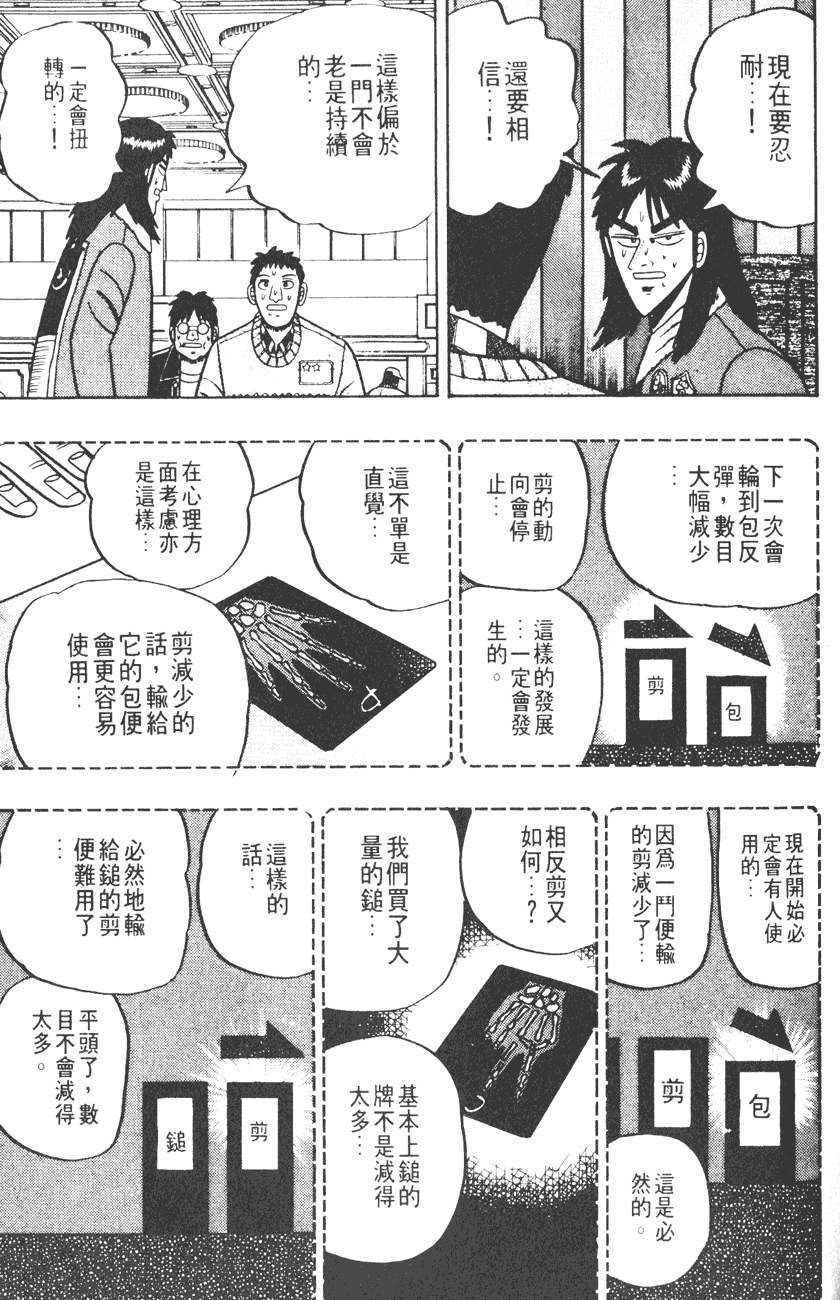 現在要忍
耐…!
還要相
信…!
這樣偏於
一門不會
老是持續
的…
一定會扭
轉的…!
下一次會
輪到包反
彈，數目
大幅減少
…
剪的動
向會停
止…
這樣的發展
…一定會發
生的。
剪
包
這不單是
直覺…
在心理方
面考慮亦
是這樣…
剪減少的
話，輸給
它的包便
會更容易
使用…
現在開始必
定會有人使
用的…
因為一鬥便輸
的剪減少了…
剪
包
這是必
然的。
相反剪又
如何…?
我們買了大
量的鎚…
基本上鎚的
牌不是減得
太多…
這樣的
話…
必然地輸
給鎚的剪
便難用了
…
平頭了，數
目不會減得
太多。
鎚
剪